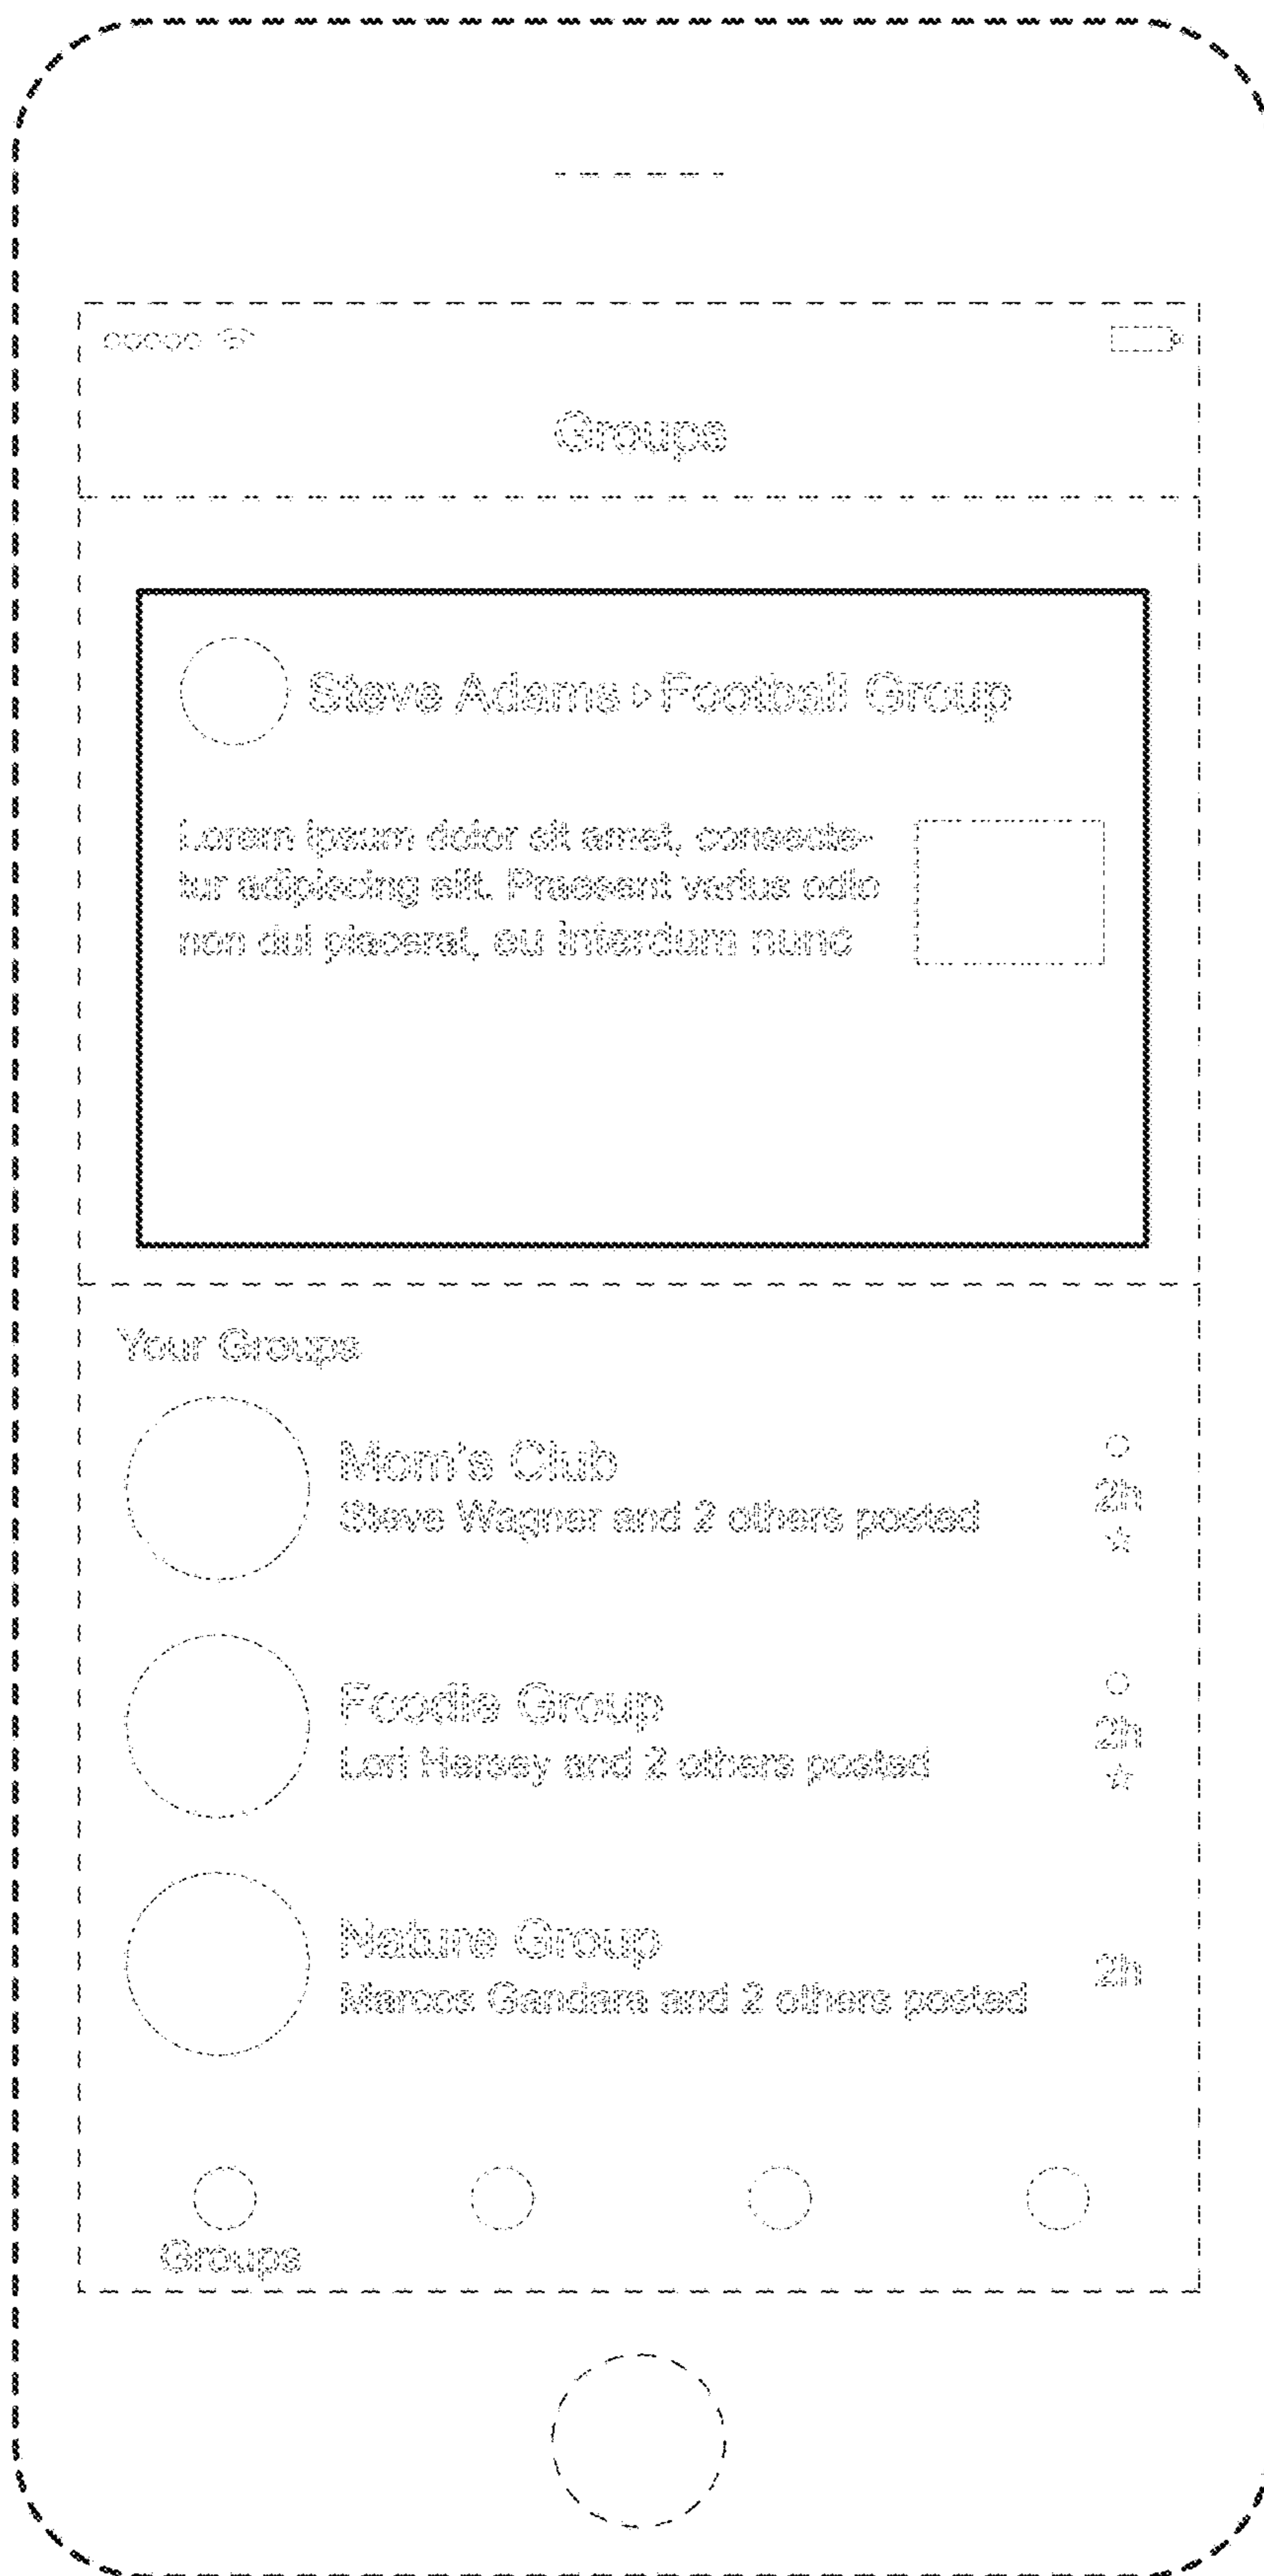 Groups
Steve Adams ▹ Football Group
Lorem ipsum dolor sit amet, consecte-
tur adipiscing elit. Praesent varius odio
non dui placerat, eu interdum nunc
Your Groups
Mom's Club
Steve Wagner and 2 others posted
2h
Foodie Group
Lori Hersey and 2 others posted
2h
Nature Group
Marcos Gandara and 2 others posted
2h
Groups